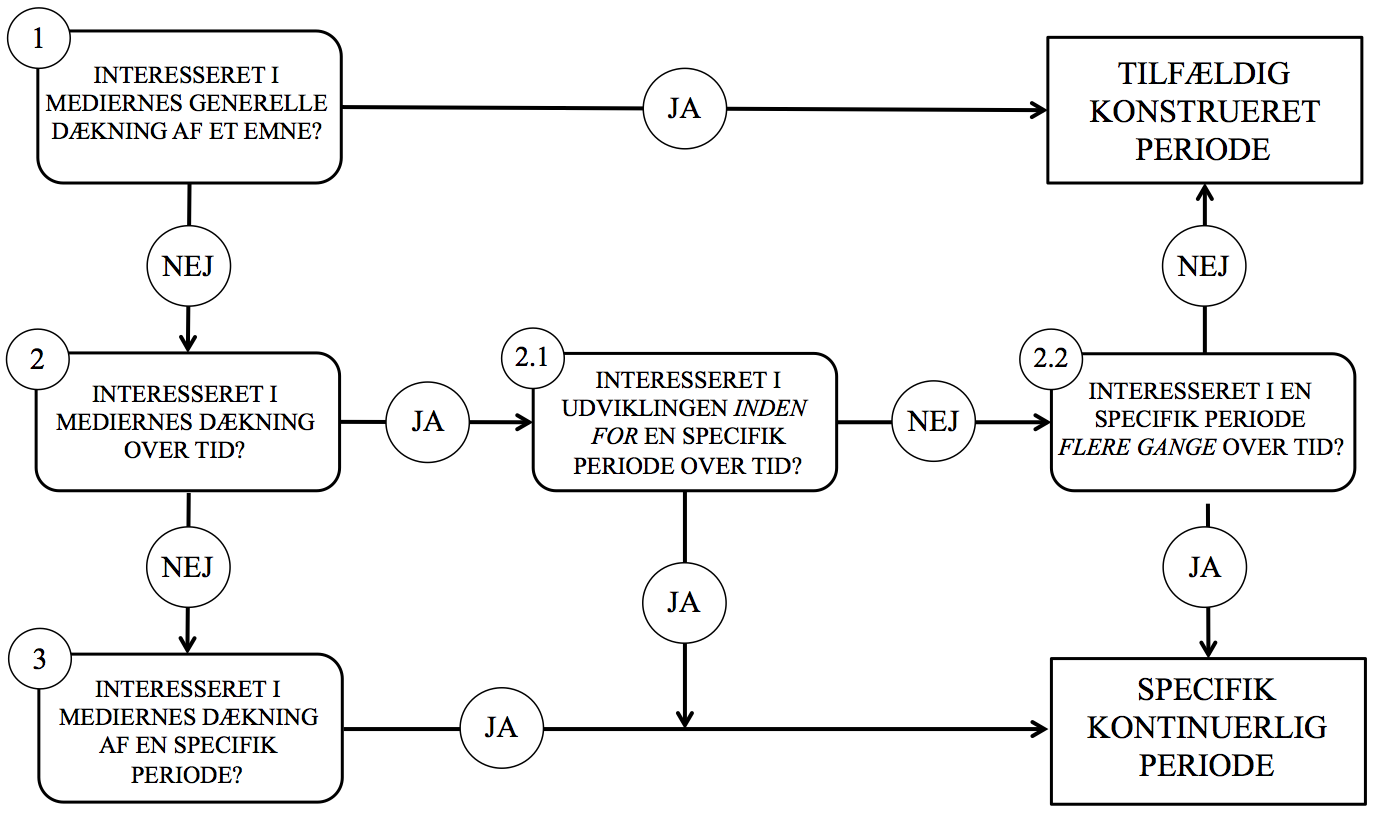 1
INTERESSERET I
MEDIERNES GENERELLE
DÆKNING AF ET EMNE?
JA
TILFÆLDIG
KONSTRUERET
PERIODE
NEJ
NEJ
2
INTERESSERET I
MEDIERNES DÆKNING
OVER TID?
JA
2.1
INTERESSERET I
UDVIKLINGEN INDEN
FOR EN SPECIFIK
PERIODE OVER TID?
NEJ
2.2
INTERESSERET I EN
SPECIFIK PERIODE
FLERE GANGE OVER TID?
NEJ
JA
JA
3
INTERESSERET I
MEDIERNES DÆKNING
AF EN SPECIFIK
PERIODE?
JA
SPECIFIK
KONTINUERLIG
PERIODE